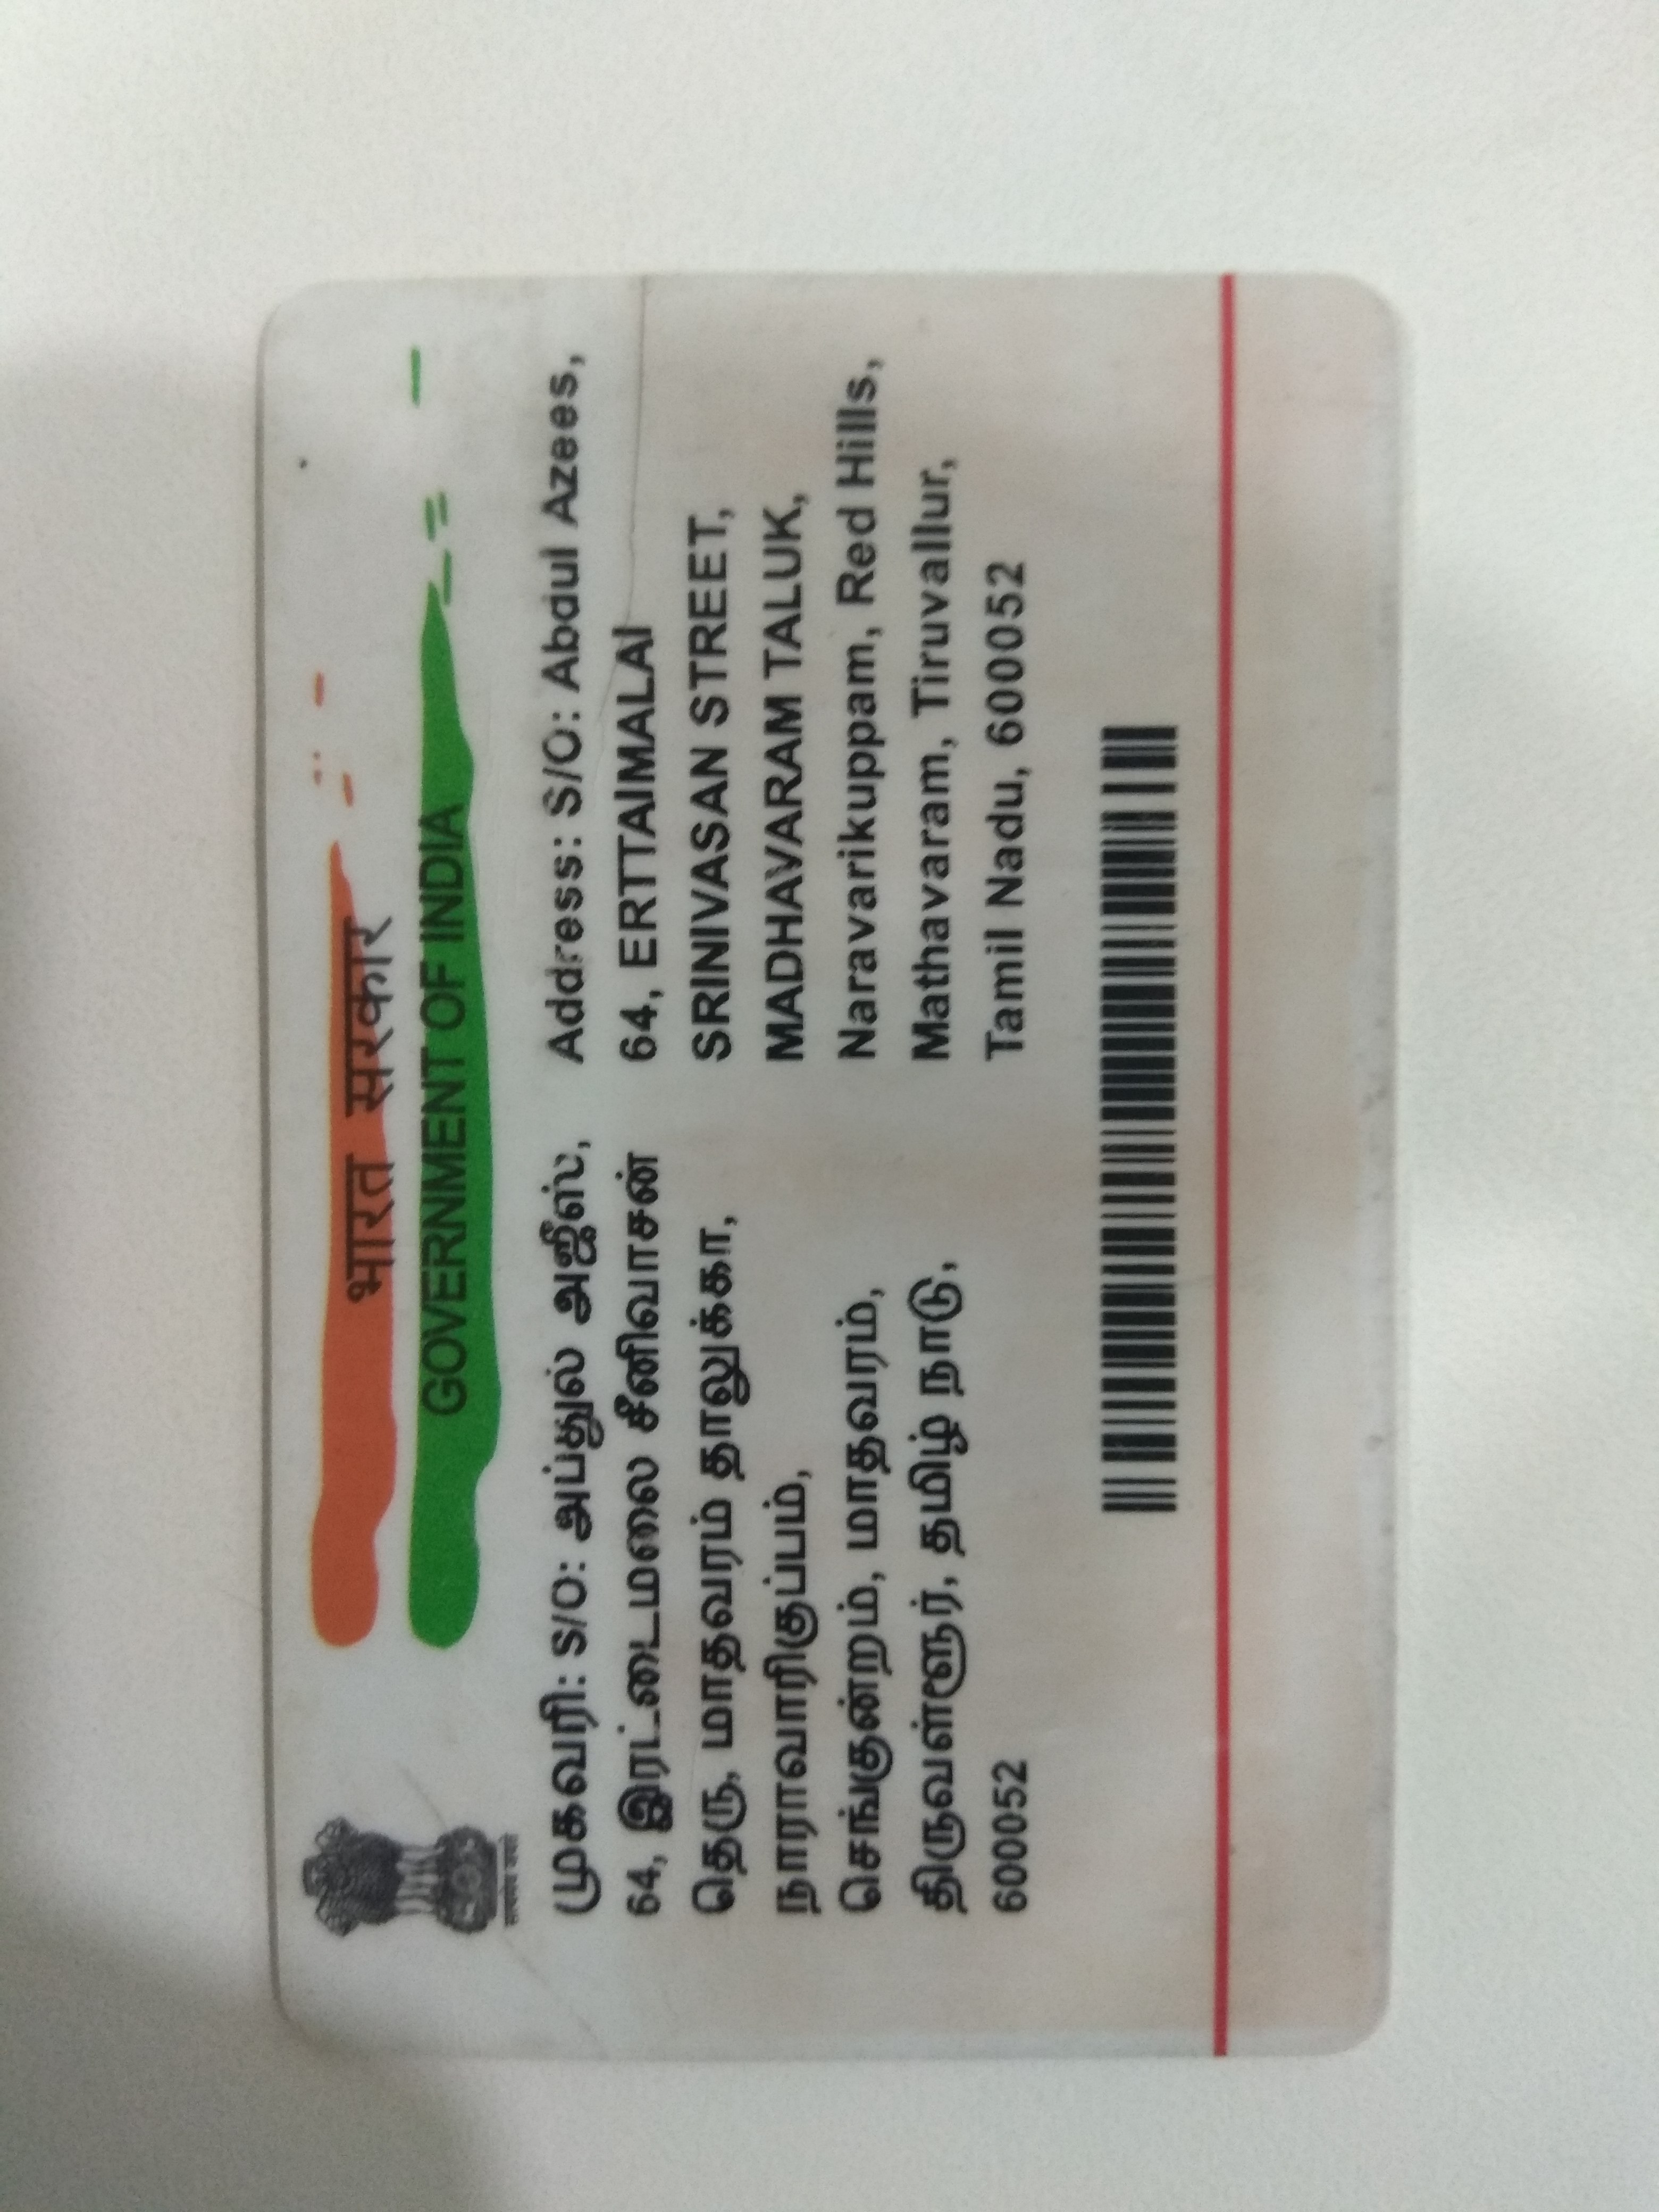 भारत सरकार
GOVERNMENT OF INDIA
முகவரி: S/O: அப்துல் அஜீஸ்,
64, இரட்டைமலை சீனிவாசன்
தெரு, மாதவரம் தாலுக்கா,
நாராவாரிகுப்பம்,
செங்குன்றம், மாதவரம்,
திருவள்ளூர், தமிழ் நாடு,
600052
Address: S/O: Abdul Azees,
64, ERTTAIMALAI
SRINIVASAN STREET,
MADHAVARAM TALUK,
Naravarikuppam, Red Hills,
Mathavaram, Tiruvallur,
Tamil Nadu, 600052